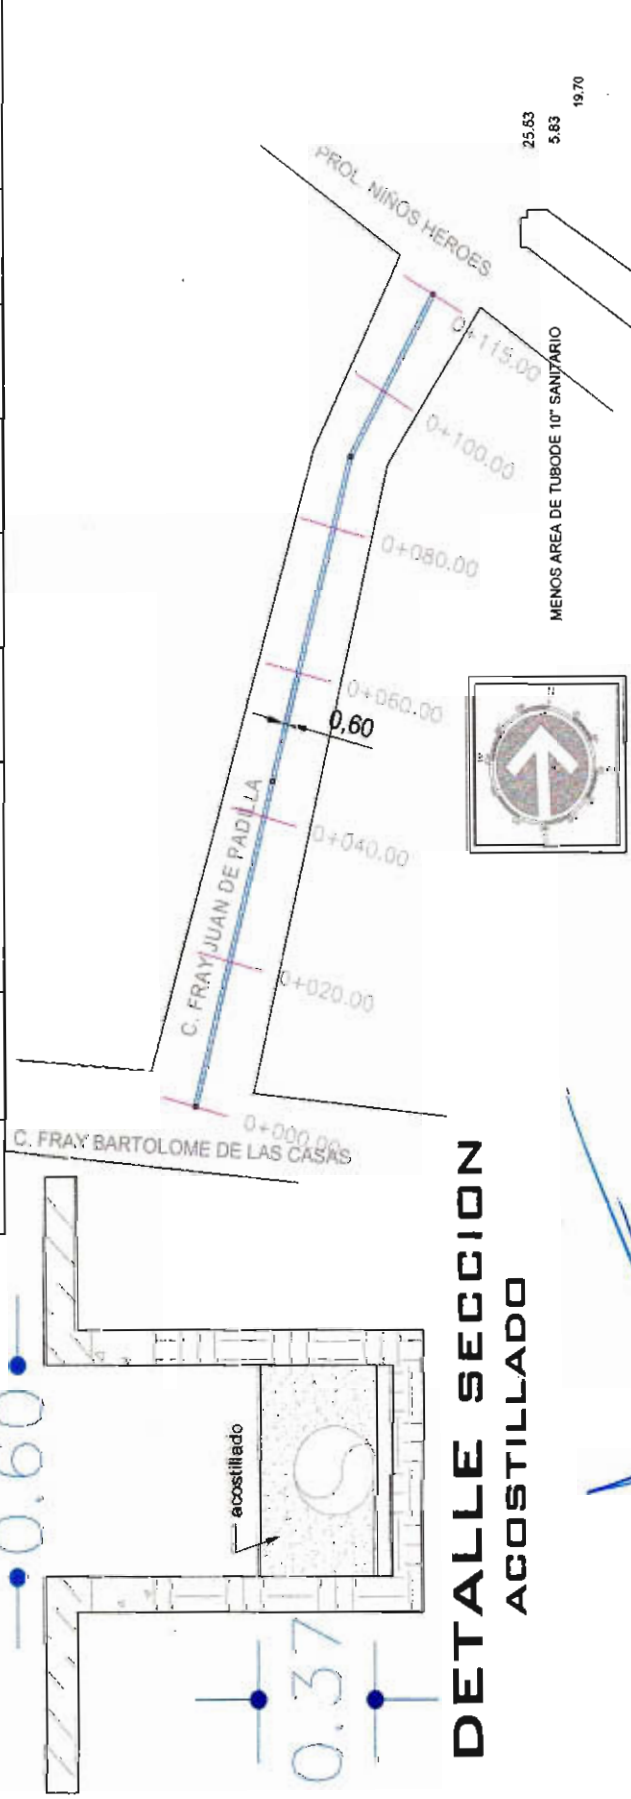 PROL. NIÑOS HEROES
0+115.00
0+100.00
0+080.00
0+060.00
0,60
0+040.00
0+020.00
0+000.00
C. FRAY JUAN DE PADILLA
C. FRAY BARTOLOME DE LAS CASAS
25.53
5.83
19.70
MENOS AREA DE TUBODE 10" SANITARIO
0.60
acostillado
0.37
DETALLE SECCION
ACOSTILLADO